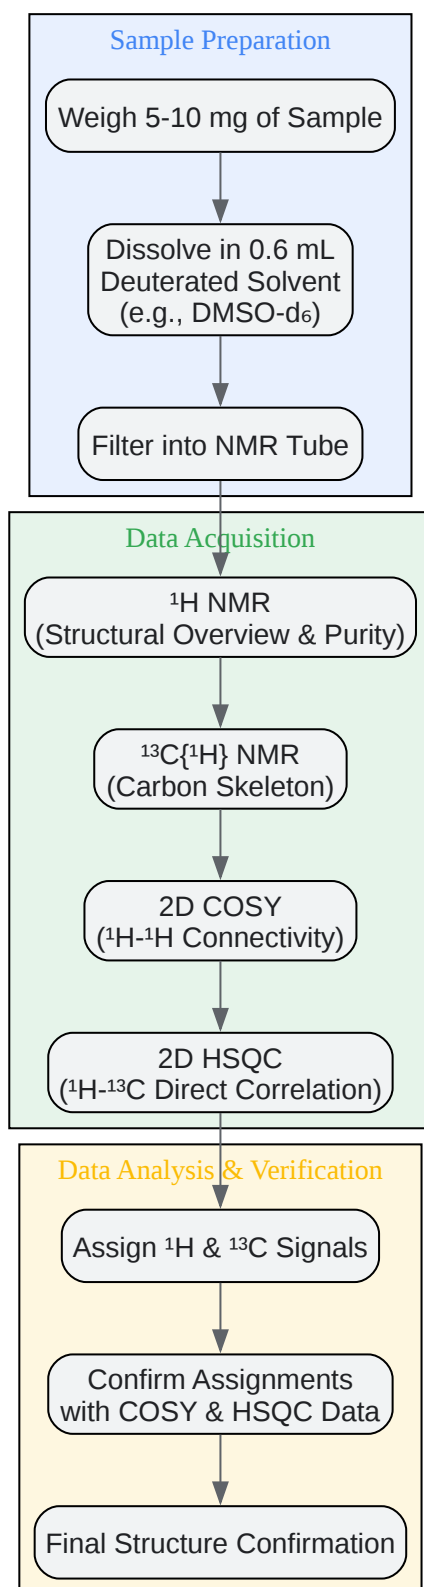 Sample Preparation
Weigh 5-10 mg of Sample
Dissolve in 0.6 mL
Deuterated Solvent
(e.g., DMSO-d₆)
Filter into NMR Tube
Data Acquisition
¹H NMR
(Structural Overview & Purity)
¹³C{¹H} NMR
(Carbon Skeleton)
2D COSY
(¹H-¹H Connectivity)
2D HSQC
(¹H-¹³C Direct Correlation)
Data Analysis & Verification
Assign ¹H & ¹³C Signals
Confirm Assignments
with COSY & HSQC Data
Final Structure Confirmation